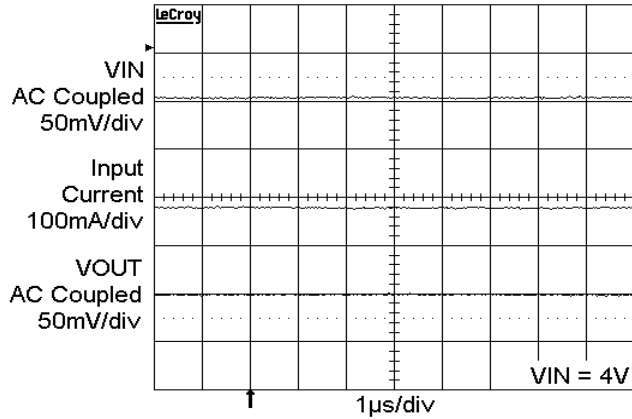 LeCroy
VIN
AC Coupled
50mV/div
Input
Current
100mA/div
VOUT
AC Coupled
50mV/div
VIN = 4V
1µs/div